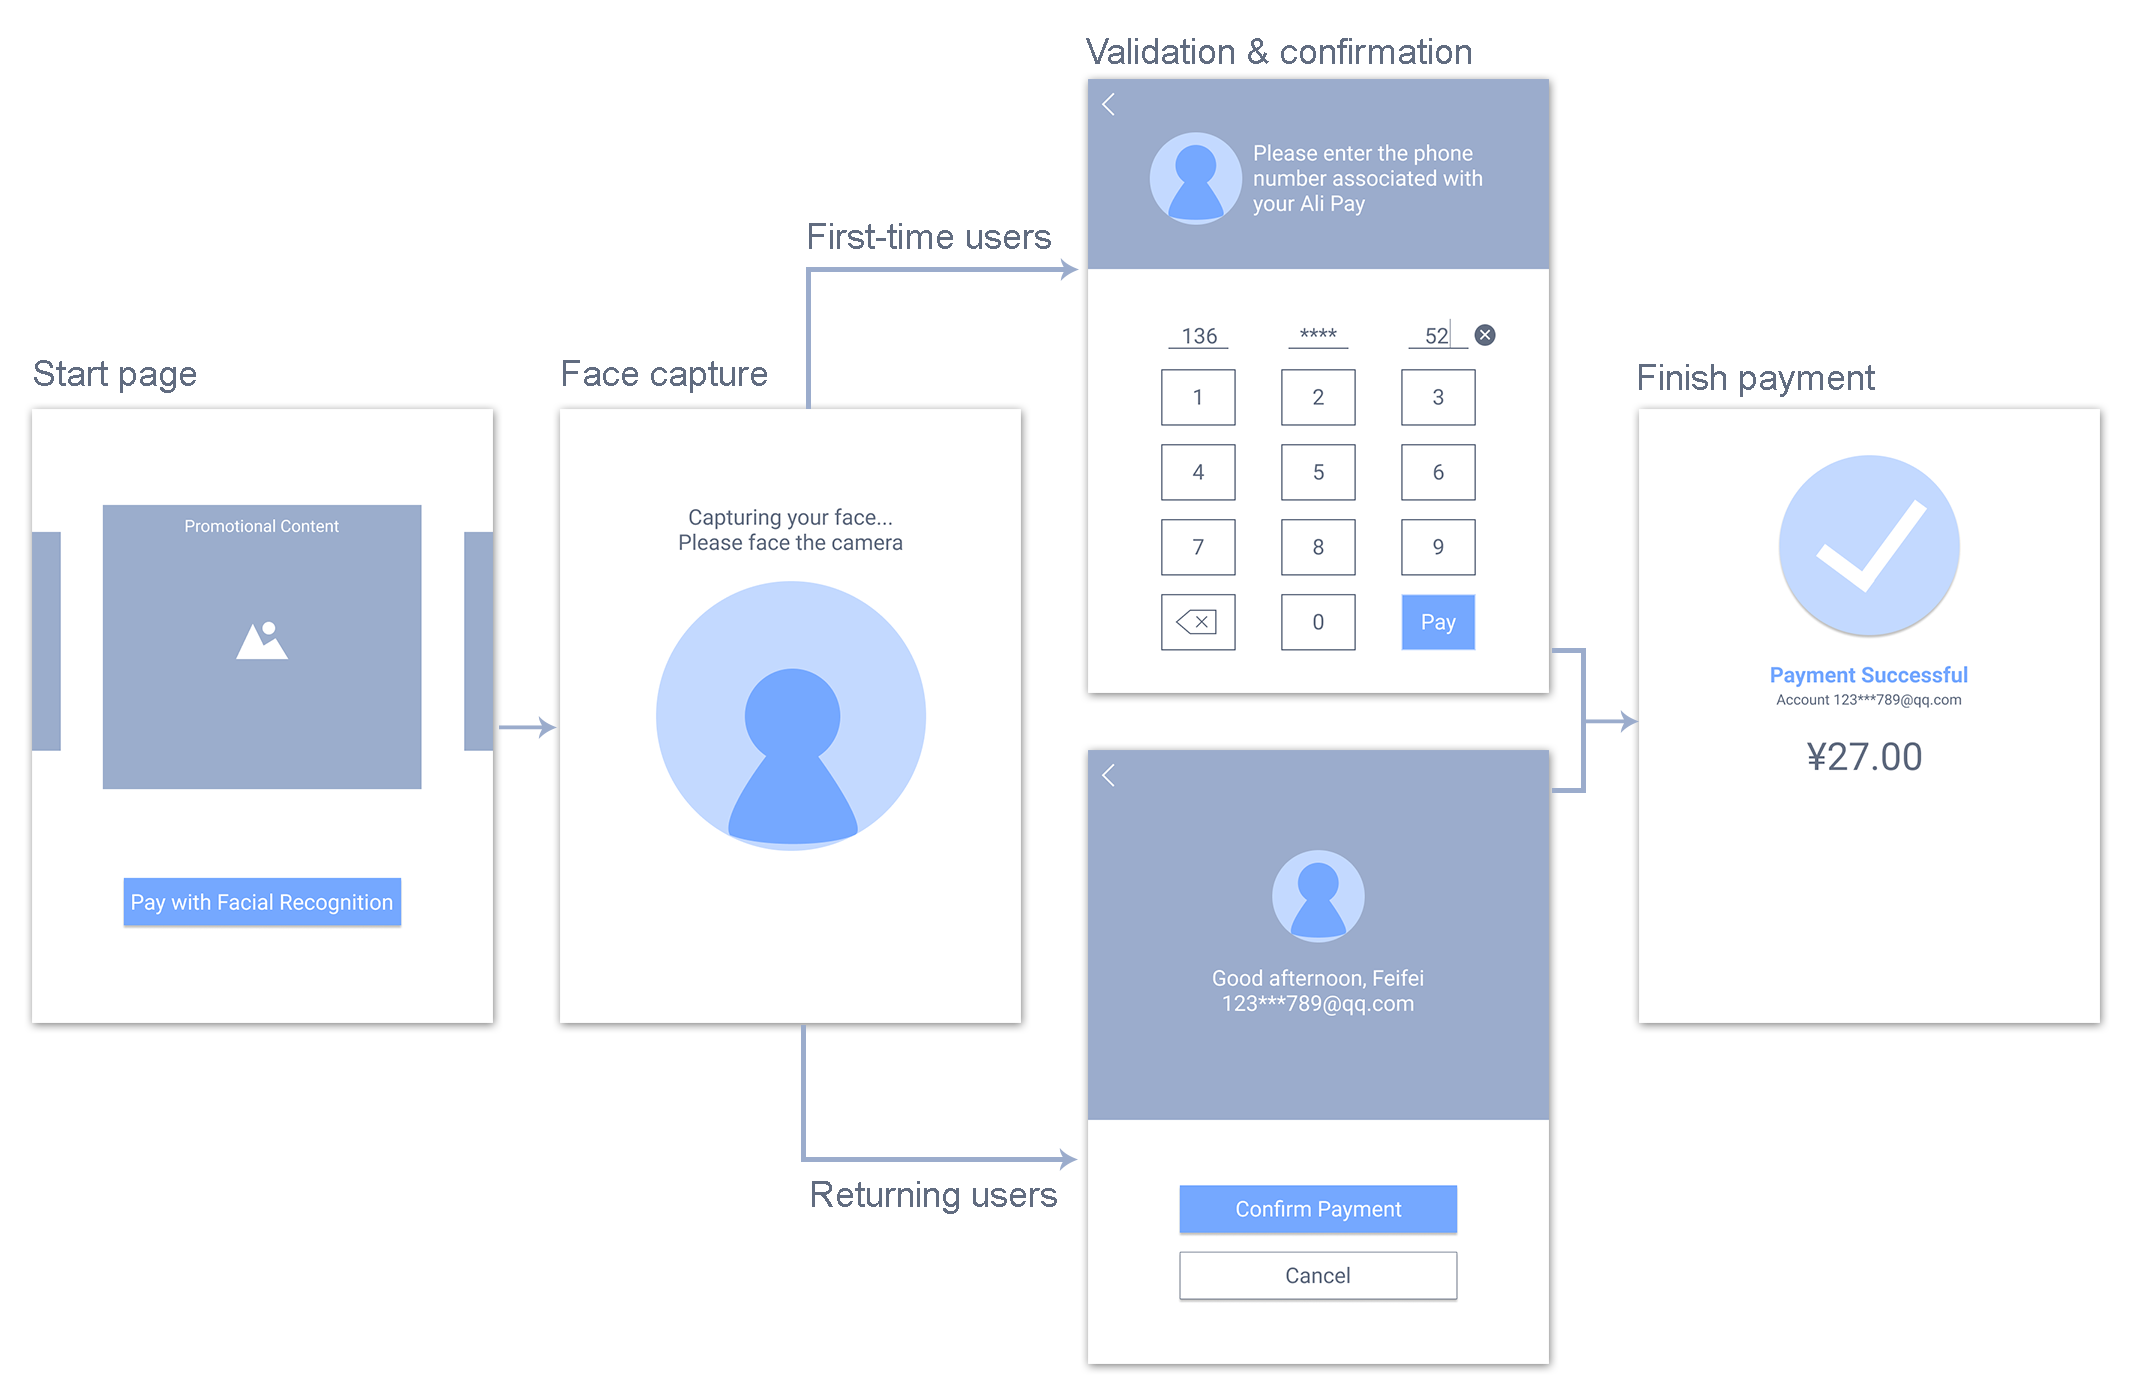 Start page
Promotional Content
Pay with Facial Recognition
Face capture
Capturing your face...
Please face the camera
First-time users
Returning users
Validation & confirmation
Please enter the phone
number associated with
your Ali Pay
136 **** 52
1 2 3
4 5 6
7 8 9
0 Pay
Good afternoon, Feifei
123***789@qq.com
Confirm Payment
Cancel
Finish payment
Payment Successful
Account 123***789@qq.com
¥27.00